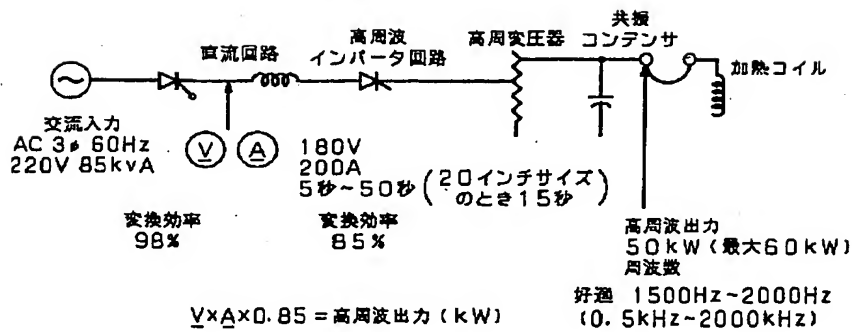 直流回路
高周波
インバータ回路
高周変圧器
共振
コンデンサ
加熱コイル
交流入力
AC 3φ 60Hz
220V 85kvA
V
A
180V
200A
5秒~50秒(20インチサイズ
のとき15秒)
変換効率
98%
変換効率
85%
高周波出力
50kW(最大60kW)
周波数
好適 1500Hz~2000Hz
(0.5kHz~2000kHz)
V×A×0.85=高周波出力(kW)